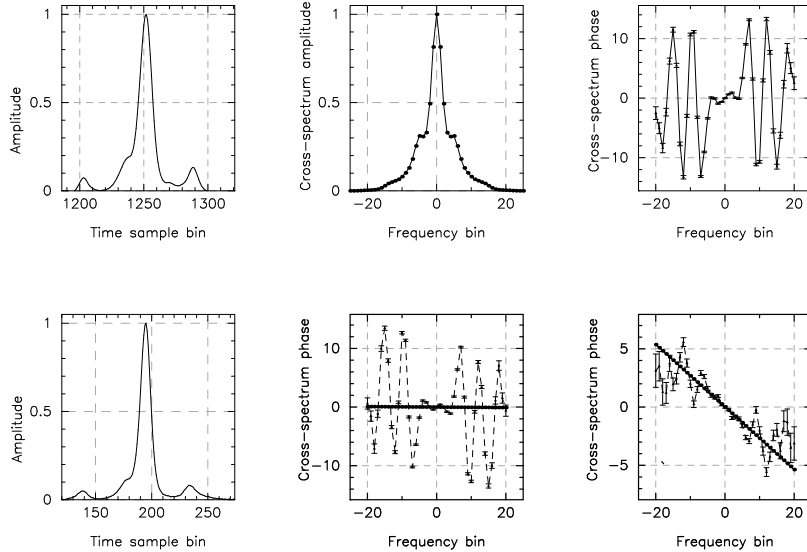 1
0.5
0
Amplitude
1200 1250 1300
Time sample bin
1
0.5
0
Cross-spectrum amplitude
-20 0 20
Frequency bin
10
0
-10
Cross-spectrum phase
-20 0 20
Frequency bin
1
0.5
0
Amplitude
150 200 250
Time sample bin
10
0
-10
Cross-spectrum phase
-20 0 20
Frequency bin
5
0
-5
Cross-spectrum phase
-20 0 20
Frequency bin